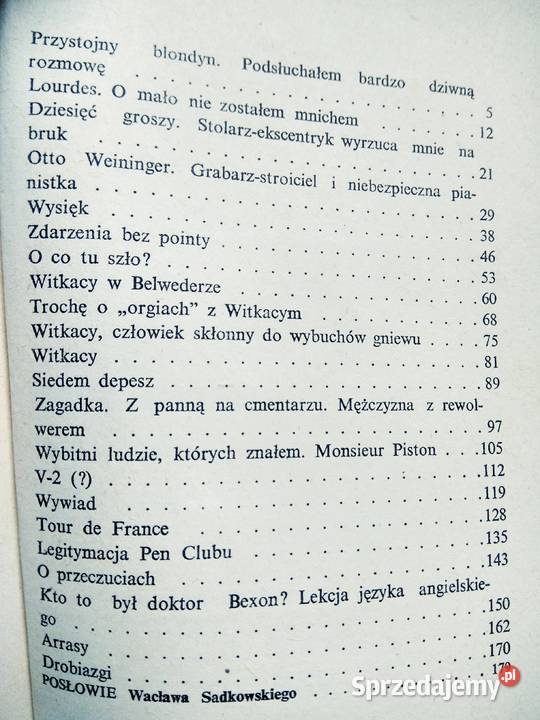 Przystojny blondyn. Podsłuchałem bardzo dziwną
rozmowę . . . . . . . . . . . . . . . 5
Lourdes. O mało nie zostałem mnichem . . . . . . 12
Dziesięć groszy. Stolarz-ekscentryk wyrzuca mnie na
bruk . . . . . . . . . . . . . . . . 21
Otto Weininger. Grabarz-stroiciel i niebezpieczna pia-
nistka . . . . . . . . . . . . . . . 29
Wysięk . . . . . . . . . . . . . . . 38
Zdarzenia bez pointy . . . . . . . . . . . 46
O co tu szło? . . . . . . . . . . . . . 53
Witkacy w Belwederze . . . . . . . . . . 60
Trochę o „orgiach” z Witkacym . . . . . . . 68
Witkacy, człowiek skłonny do wybuchów gniewu . . . 75
Witkacy . . . . . . . . . . . . . . . 81
Siedem depesz . . . . . . . . . . . . . 89
Zagadka. Z panną na cmentarzu. Mężczyzna z rewol-
werem . . . . . . . . . . . . . . . 97
Wybitni ludzie, których znałem. Monsieur Piston . . . 105
V-2 (?) . . . . . . . . . . . . . . . 112
Wywiad . . . . . . . . . . . . . . . 119
Tour de France . . . . . . . . . . . . . 128
Legitymacja Pen Clubu . . . . . . . . . . 135
O przeczuciach . . . . . . . . . . . . . 143
Kto to był doktor Bexon? Lekcja języka angielskie-
go . . . . . . . . . . . . . . . . . 150
Arrasy . . . . . . . . . . . . . . . 162
Drobiazgi . . . . . . . . . . . . . . 170
POSŁOWIE Wacława Sadkowskiego . . . . . . .
Sprzedajemy.pl